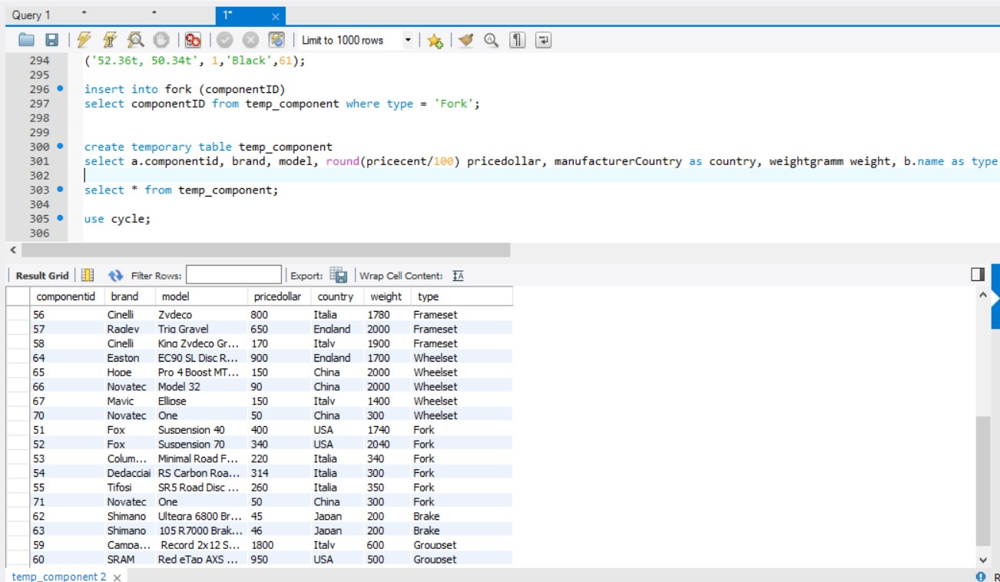 Query 1 * * 1* ×
Limit to 1000 rows
294 ('52.36t, 50.34t', 1,'Black',61);
295
296 insert into fork (componentID)
297 select componentID from temp_component where type = 'Fork';
298
299
300 create temporary table temp_component
301 select a.componentid, brand, model, round(pricecent/100) pricedollar, manufacturerCountry as country, weightgramm weight, b.name as type
302
303 select * from temp_component;
304
305 use cycle;
306
Result Grid Filter Rows: Export: Wrap Cell Content:
componentid brand model pricedollar country weight type
56 Cinelli Zydeco 800 Italia 1780 Frameset
57 Ragley Trig Gravel 650 England 2000 Frameset
58 Cinelli King Zydeco Gr... 170 Italy 1900 Frameset
64 Easton EC90 SL Disc R... 900 England 1700 Wheelset
65 Hope Pro 4 Boost MT... 150 China 2000 Wheelset
66 Novatec Model 32 90 China 2000 Wheelset
67 Mavic Ellipse 150 Italy 1400 Wheelset
70 Novatec One 50 China 300 Wheelset
51 Fox Suspension 40 400 USA 1740 Fork
52 Fox Suspension 70 340 USA 2040 Fork
53 Colum... Minimal Road F... 220 Italia 340 Fork
54 Dedacciai RS Carbon Roa... 314 Italia 300 Fork
55 Tifosi SR5 Road Disc ... 260 Italia 350 Fork
71 Novatec One 50 China 300 Fork
62 Shimano Ultegra 6800 Br... 45 Japan 200 Brake
63 Shimano 105 R7000 Brak... 46 Japan 200 Brake
59 Campa... Record 2x12 S... 1800 Italy 600 Groupset
60 SRAM Red eTap AXS ... 950 USA 500 Groupset
temp_component 2 × R